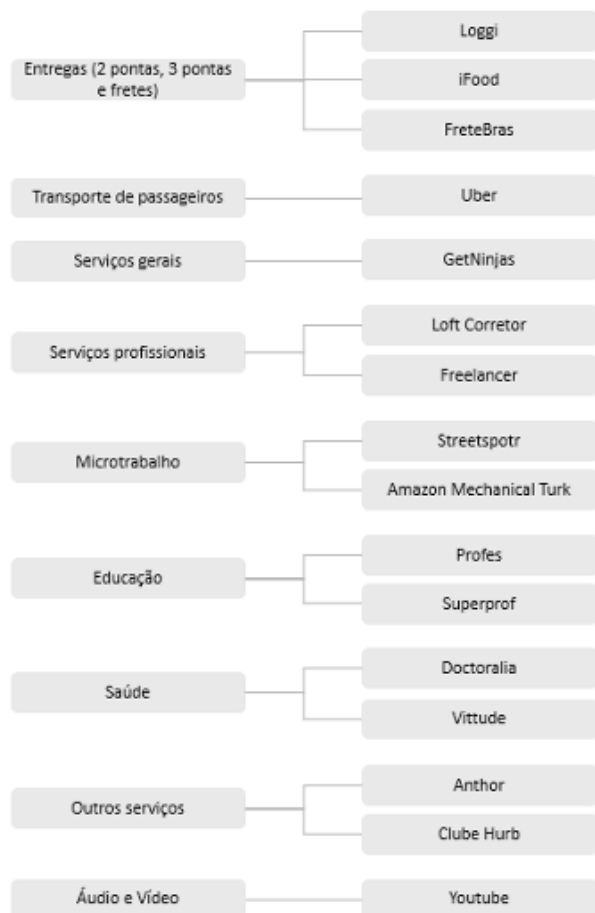 Entregas (2 pontas, 3 pontas
e fretes)
Loggi
iFood
FreteBras
Transporte de passageiros
Uber
Serviços gerais
GetNinjas
Serviços profissionais
Loft Corretor
Freelancer
Microtrabalho
Streetspotr
Amazon Mechanical Turk
Educação
Profes
Superprof
Saúde
Doctoralia
Vittude
Outros serviços
Anthor
Clube Hurb
Áudio e Vídeo
Youtube